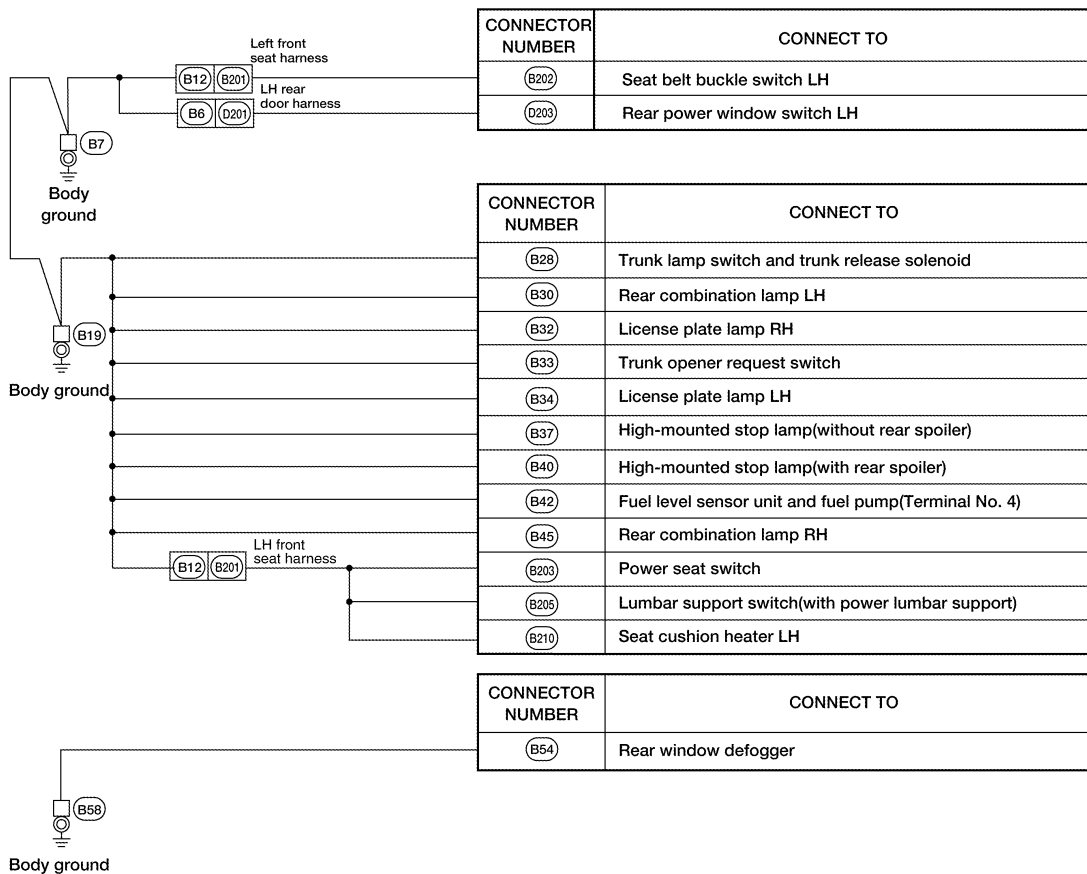 CONNECTOR
NUMBER
CONNECT TO
Left front
seat harness
B12 B201
B202
Seat belt buckle switch LH
LH rear
door harness
B6 D201
D203
Rear power window switch LH
B7
Body
ground
CONNECTOR
NUMBER
CONNECT TO
B28
Trunk lamp switch and trunk release solenoid
B30
Rear combination lamp LH
B19
B32
License plate lamp RH
B33
Trunk opener request switch
Body ground
B34
License plate lamp LH
B37
High-mounted stop lamp(without rear spoiler)
B40
High-mounted stop lamp(with rear spoiler)
B42
Fuel level sensor unit and fuel pump(Terminal No. 4)
B45
Rear combination lamp RH
LH front
seat harness
B12 B201
B203
Power seat switch
B205
Lumbar support switch(with power lumbar support)
B210
Seat cushion heater LH
CONNECTOR
NUMBER
CONNECT TO
B54
Rear window defogger
B58
Body ground